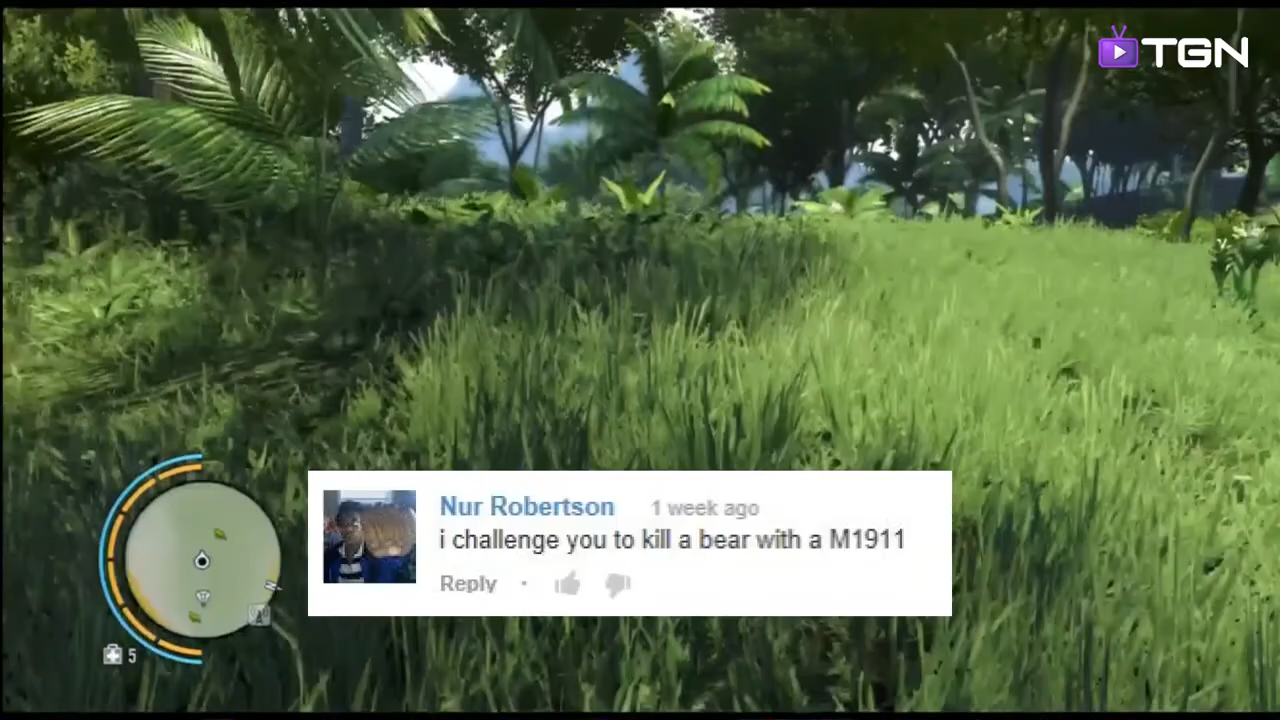 TGN
Nur Robertson 1 week ago
i challenge you to kill a bear with a M1911
Reply ·
5